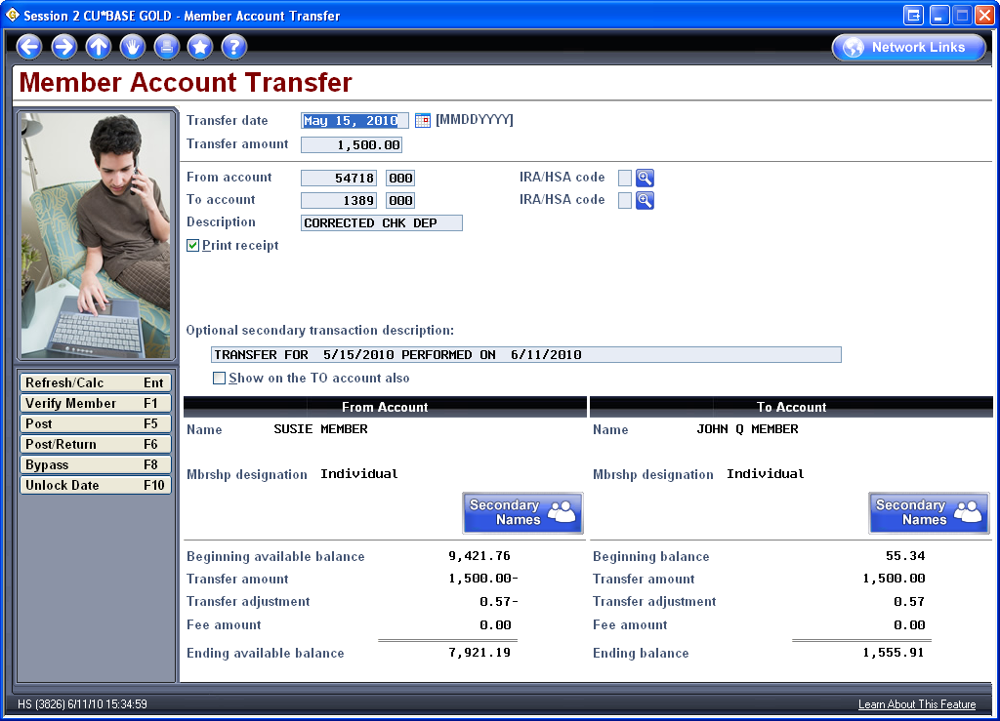 Session 2 CU*BASE GOLD - Member Account Transfer
Network Links
Member Account Transfer
Transfer date May 15, 2010 [MMDDYYYY]
Transfer amount 1,500.00
From account 54718 000 IRA/HSA code
To account 1389 000 IRA/HSA code
Description CORRECTED CHK DEP
Print receipt
Optional secondary transaction description:
TRANSFER FOR 5/15/2010 PERFORMED ON 6/11/2010
Show on the TO account also
Refresh/Calc Ent
Verify Member F1
Post F5
Post/Return F6
Bypass F8
Unlock Date F10
From Account To Account
Name SUSIE MEMBER Name JOHN Q MEMBER
Mbrshp designation Individual Mbrshp designation Individual
Secondary Names Secondary Names
Beginning available balance 9,421.76 Beginning balance 55.34
Transfer amount 1,500.00- Transfer amount 1,500.00
Transfer adjustment 0.57- Transfer adjustment 0.57
Fee amount 0.00 Fee amount 0.00
Ending available balance 7,921.19 Ending balance 1,555.91
HS (3826) 6/11/10 15:34:59 Learn About This Feature